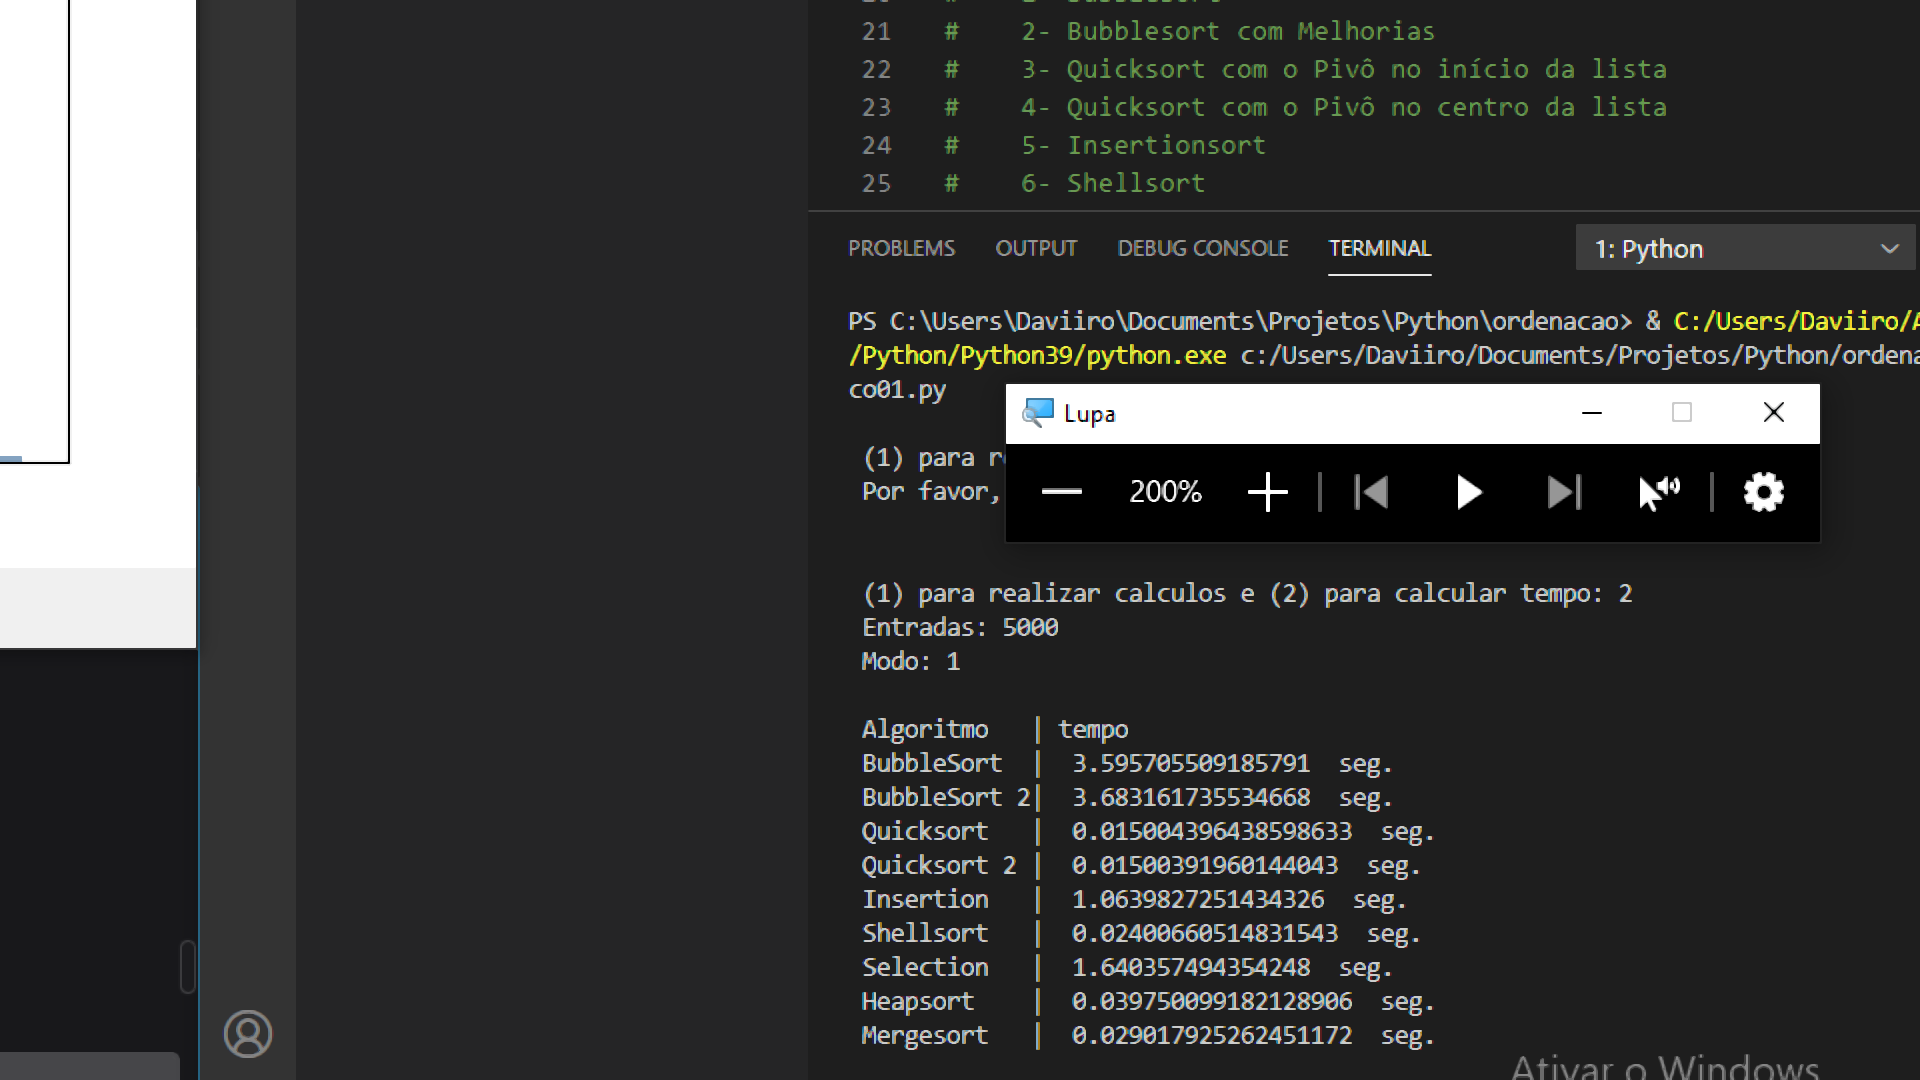 21 # 2- Bubblesort com Melhorias
22 # 3- Quicksort com o Pivô no início da lista
23 # 4- Quicksort com o Pivô no centro da lista
24 # 5- Insertionsort
25 # 6- Shellsort
PROBLEMS OUTPUT DEBUG CONSOLE TERMINAL 1: Python
PS C:\Users\Daviiro\Documents\Projetos\Python\ordenacao> & C:/Users/Daviiro/A
/Python/Python39/python.exe c:/Users/Daviiro/Documents/Projetos/Python/ordena
co01.py
Lupa
(1) para r
Por favor,
200%
(1) para realizar calculos e (2) para calcular tempo: 2
Entradas: 5000
Modo: 1
Algoritmo | tempo
BubbleSort | 3.595705509185791 seg.
BubbleSort 2| 3.683161735534668 seg.
Quicksort | 0.015004396438598633 seg.
Quicksort 2 | 0.01500391960144043 seg.
Insertion | 1.0639827251434326 seg.
Shellsort | 0.02400660514831543 seg.
Selection | 1.640357494354248 seg.
Heapsort | 0.039750099182128906 seg.
Mergesort | 0.029017925262451172 seg.
Ativar o Windows